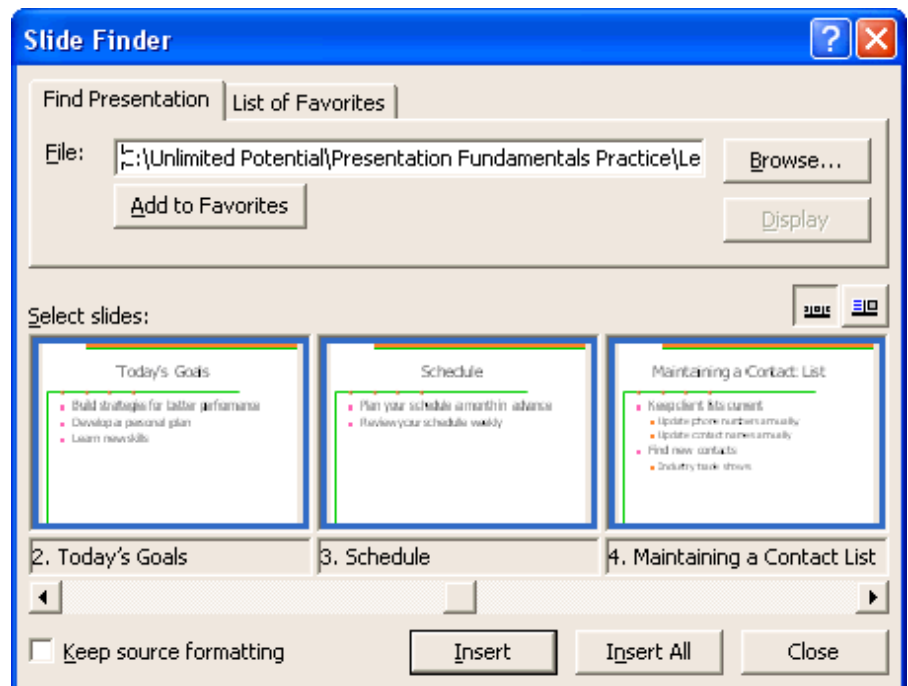 Slide Finder
Find Presentation
List of Favorites
File:
C:\Unlimited Potential\Presentation Fundamentals Practice\Le
Browse...
Add to Favorites
Display
Select slides:
Today's Goals
Build strategies for better performance
Develop a personal plan
Learn new skills
Schedule
Plan your schedule a month in advance
Review your schedule weekly
Maintaining a Contact List
Keep client lists current
Update phone numbers annually
Update contact names annually
Find new contacts
Industry trade shows
2. Today's Goals
3. Schedule
4. Maintaining a Contact List
Keep source formatting
Insert
Insert All
Close